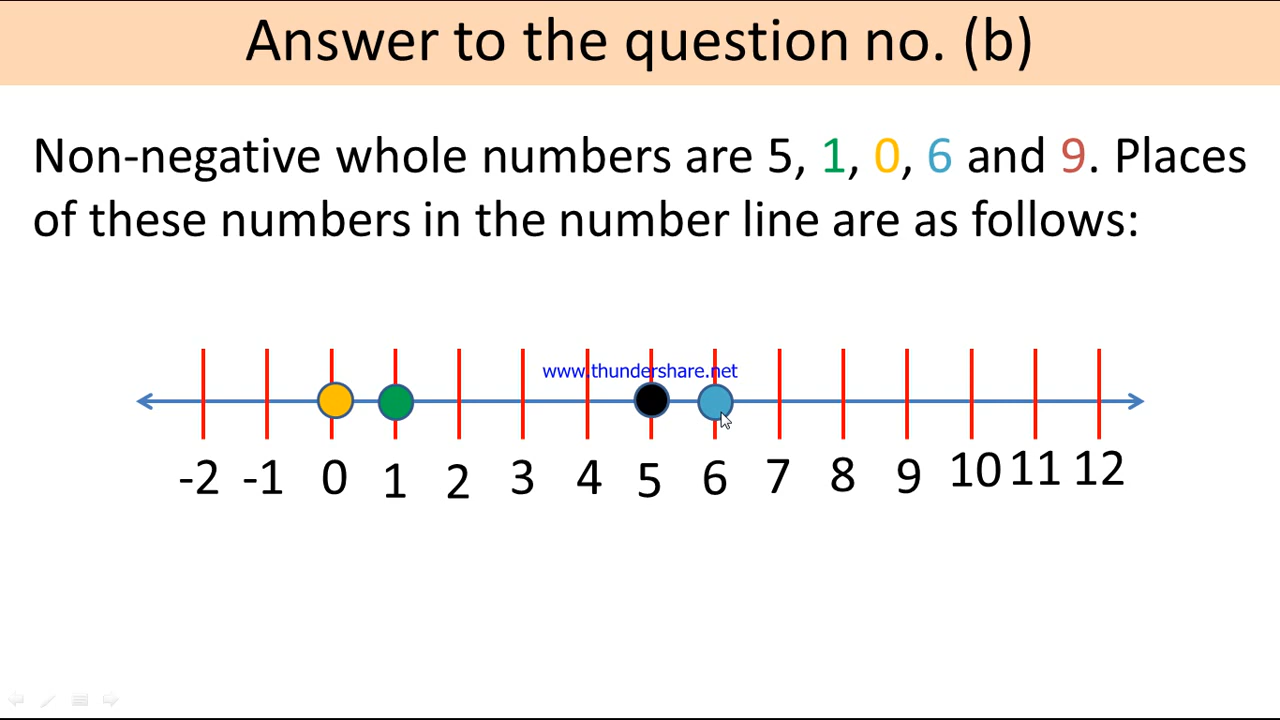 Answer to the question no. (b)
Non-negative whole numbers are 5, 1, 0, 6 and 9. Places
of these numbers in the number line are as follows:
www.thundershare.net
-2 -1 0 1 2 3 4 5 6 7 8 9 10 11 12